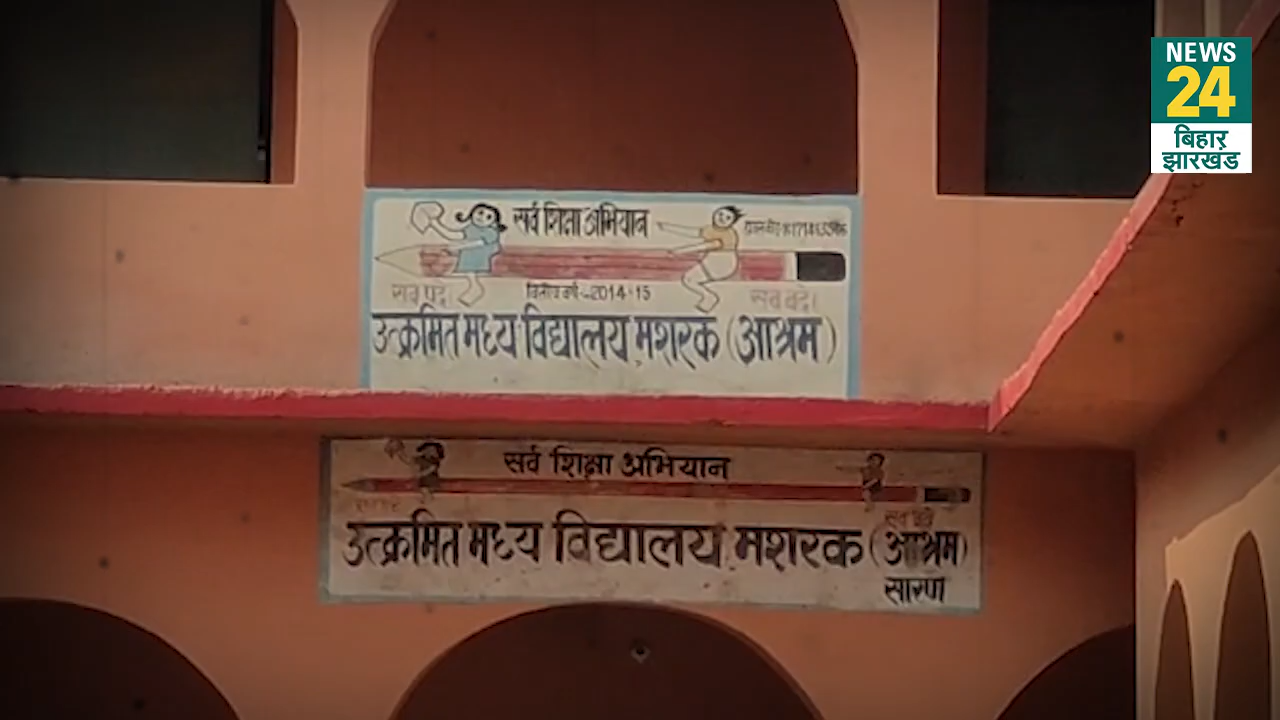 NEWS
24
बिहार
झारखंड
सर्व शिक्षा अभियान
सब पढ़ें।
वित्तीय वर्ष:-2014-15
सब बढ़ें।
उत्क्रमित मध्य विद्यालय मशरक (आश्रम)
सर्व शिक्षा अभियान
उत्क्रमित मध्य विद्यालय मशरक (आश्रम)
सारण